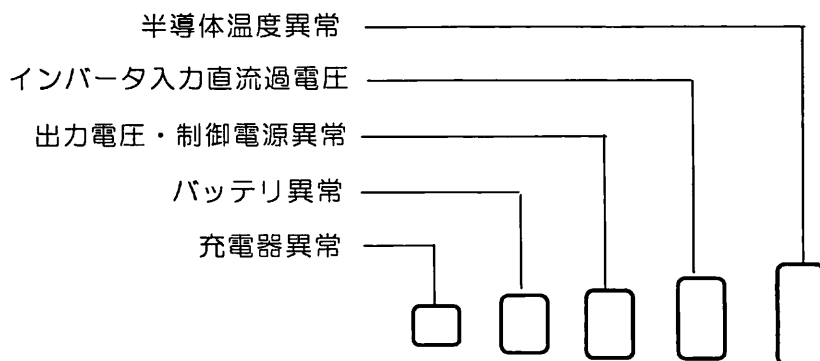 半導体温度異常
インバータ入力直流過電圧
出力電圧・制御電源異常
バッテリ異常
充電器異常